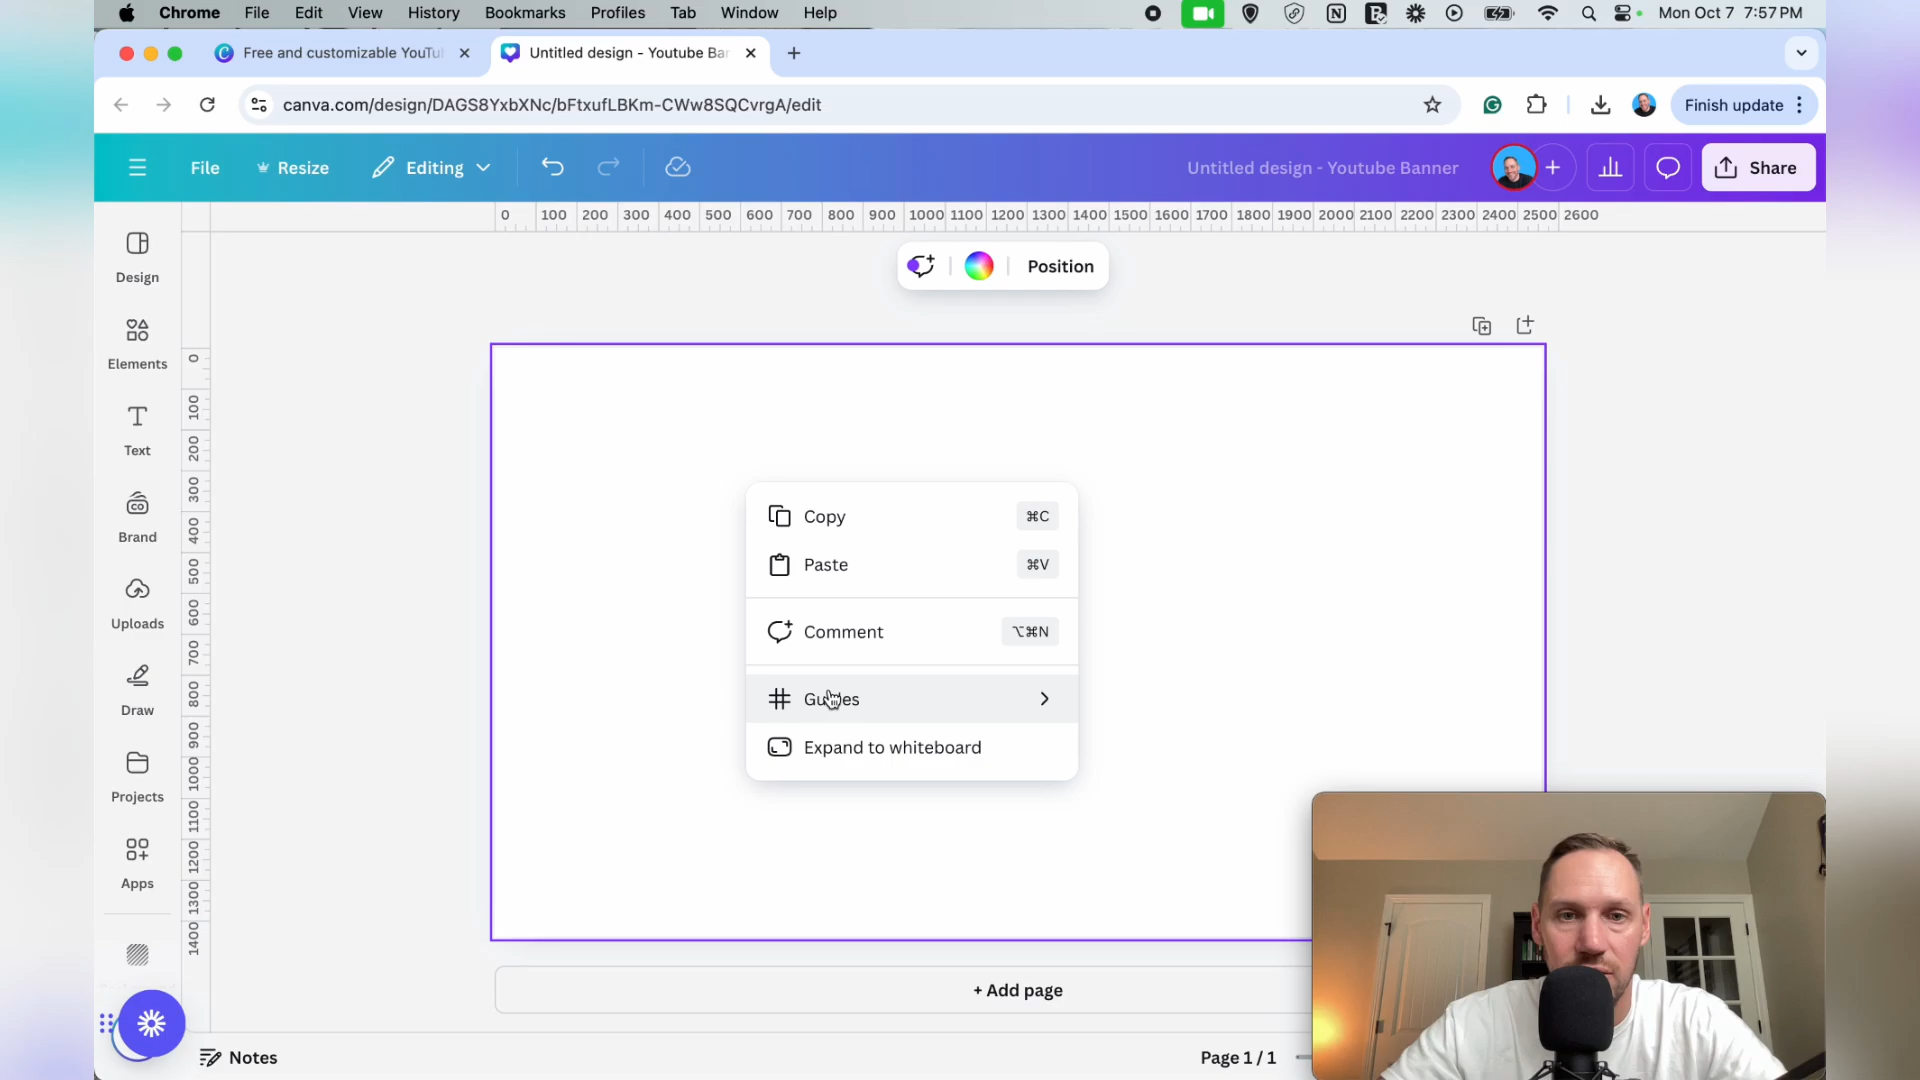 Chrome File Edit View History Bookmarks Profiles Tab Window Help Mon Oct 7 7:57 PM
Free and customizable YouTu
Untitled design - Youtube Ban
canva.com/design/DAGS8YxbXNc/bFtxufLBKm-CWw8SQCvrgA/edit
Finish update
File Resize Editing Untitled design - Youtube Banner Share
0 100 200 300 400 500 600 700 800 900 1000 1100 1200 1300 1400 1500 1600 1700 1800 1900 2000 2100 2200 2300 2400 2500 2600
Position
Design
Elements
Text
Brand
Uploads
Draw
Projects
Apps
0
100
200
300
400
500
600
700
800
900
1000
1100
1200
1300
1400
Copy ⌘C
Paste ⌘V
Comment ⌥⌘N
Guides
Expand to whiteboard
+ Add page
Notes
Page 1 / 1